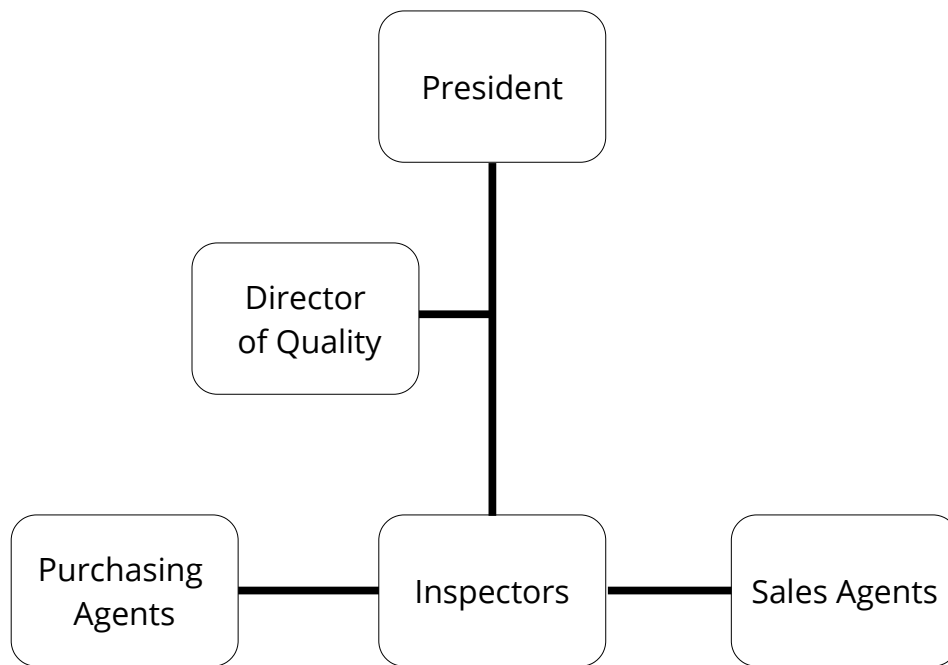 President
Director
of Quality
Purchasing
Agents
Inspectors
Sales Agents